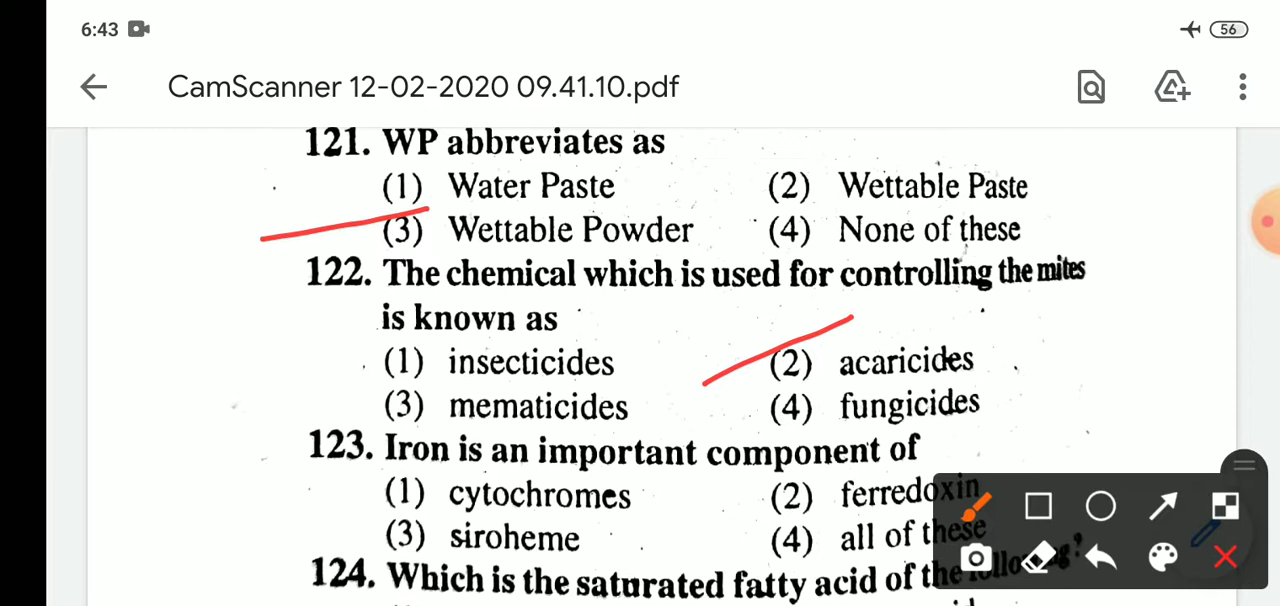 6:43
56
CamScanner 12-02-2020 09.41.10.pdf
121. WP abbreviates as
(1) Water Paste (2) Wettable Paste
(3) Wettable Powder (4) None of these
122. The chemical which is used for controlling the mites
is known as
(1) insecticides (2) acaricides
(3) mematicides (4) fungicides
123. Iron is an important component of
(1) cytochromes (2) ferredoxin
(3) siroheme (4) all of these
124. Which is the saturated fatty acid of the following?